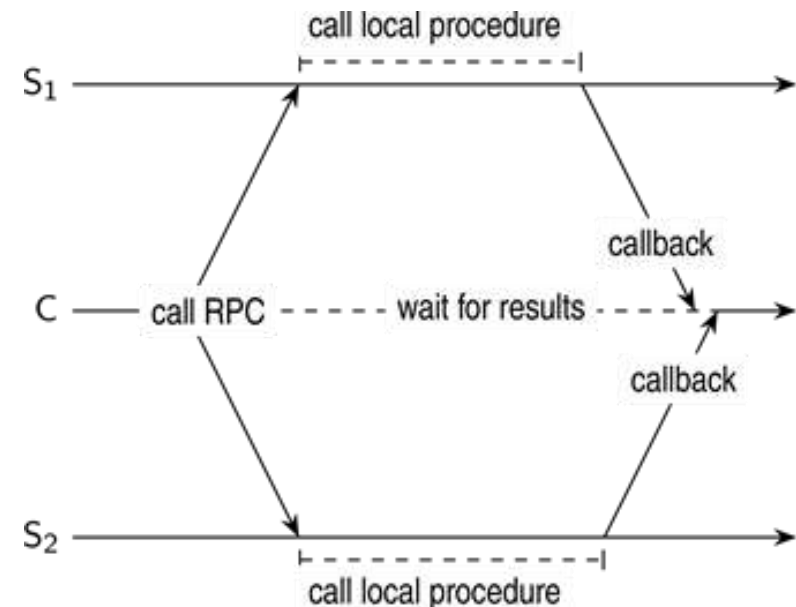 call local procedure
S₁
callback
C
call RPC
wait for results
callback
S₂
call local procedure